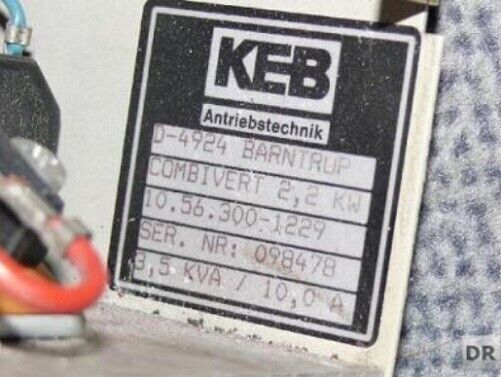 KEB
Antriebstechnik
D-4924 BARNTRUP
COMBIVERT 2,2 KW
10.56.300-1229
SER. NR: 098478
3,5 KVA / 10,0 A
DR